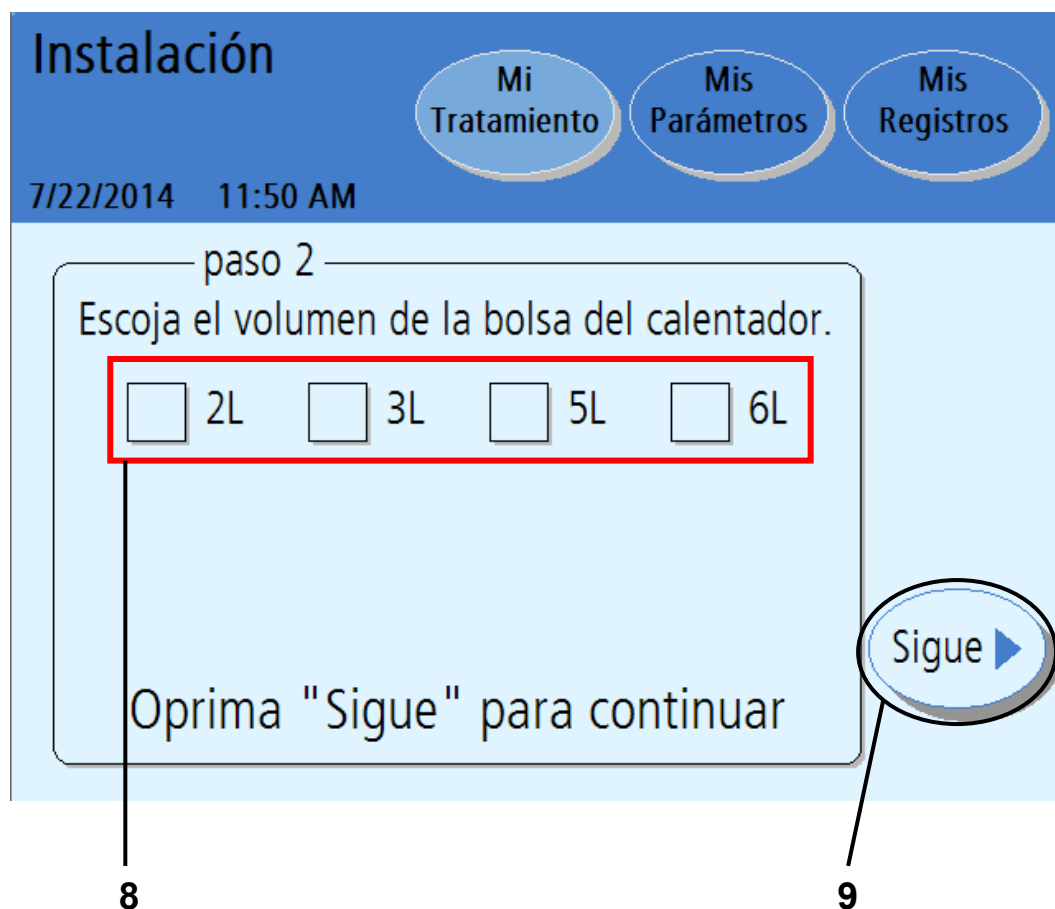 Instalación
Mi
Tratamiento
Mis
Parámetros
Mis
Registros
7/22/2014 11:50 AM
paso 2
Escoja el volumen de la bolsa del calentador.
2L 3L 5L 6L
Sigue
Oprima "Sigue" para continuar
8 9